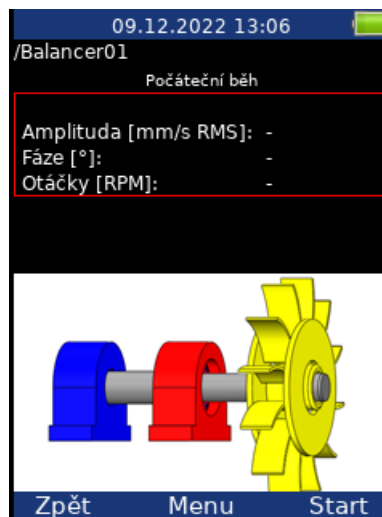 09.12.2022 13:06
/Balancer01
Počáteční běh
Amplituda [mm/s RMS]: -
Fáze [°]: -
Otáčky [RPM]: -
Zpět Menu Start